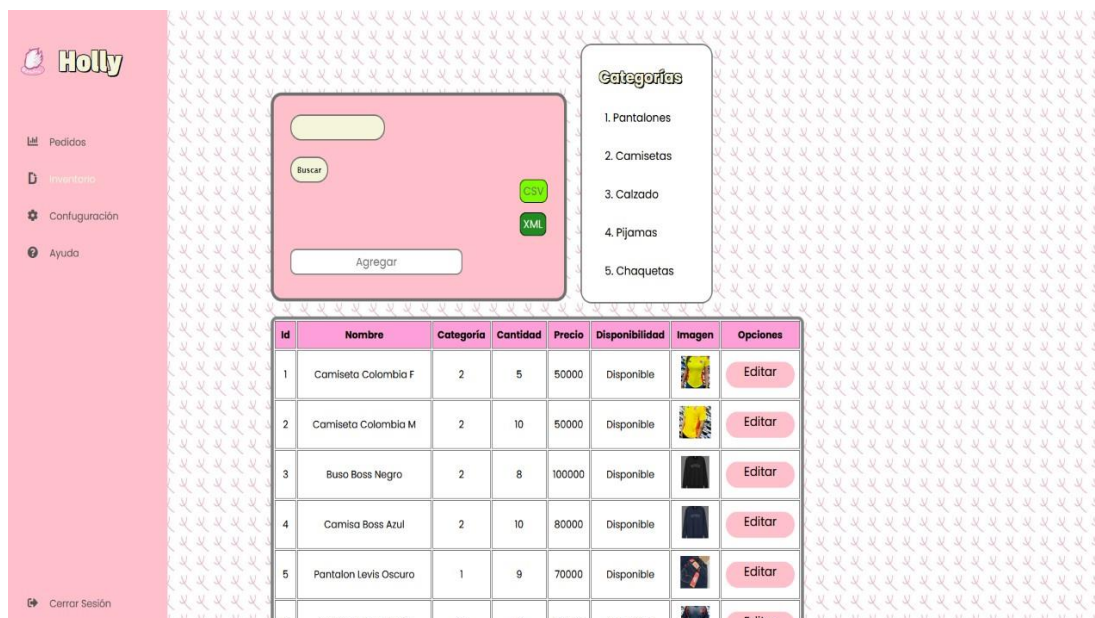 Holly
Pedidos
Inventario
Confuguración
Ayuda
Cerrar Sesión
Buscar
CSV
XML
Agregar
Categorías
1. Pantalones
2. Camisetas
3. Calzado
4. Pijamas
5. Chaquetas
Id Nombre Categoría Cantidad Precio Disponibilidad Imagen Opciones
1 Camiseta Colombia F 2 5 50000 Disponible Editar
2 Camiseta Colombia M 2 10 50000 Disponible Editar
3 Buso Boss Negro 2 8 100000 Disponible Editar
4 Camisa Boss Azul 2 10 80000 Disponible Editar
5 Pantalon Levis Oscuro 1 9 70000 Disponible Editar